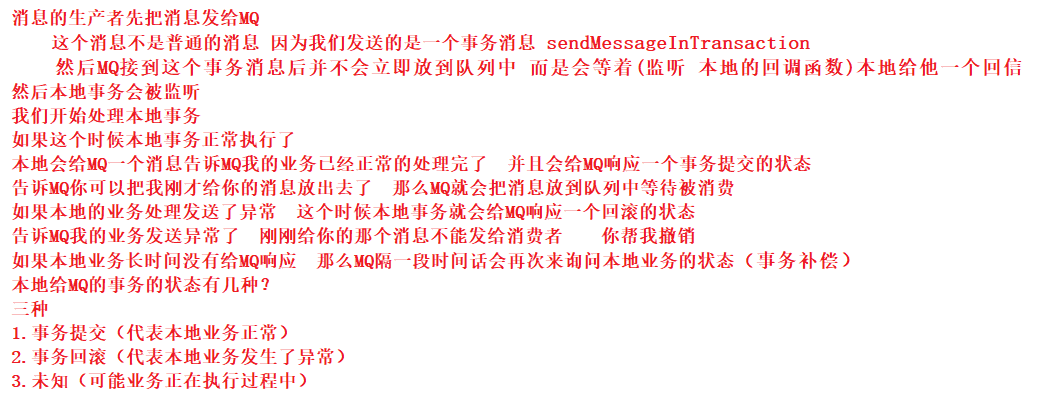 消息的生产者先把消息发给MQ
这个消息不是普通的消息 因为我们发送的是一个事务消息 sendMessageInTransaction
然后MQ接到这个事务消息后并不会立即放到队列中 而是会等着(监听 本地的回调函数)本地给他一个回信
然后本地事务会被监听
我们开始处理本地事务
如果这个时候本地事务正常执行了
本地会给MQ一个消息告诉MQ我的业务已经正常的处理完了 并且会给MQ响应一个事务提交的状态
告诉MQ你可以把我刚才给你的消息放出去了 那么MQ就会把消息放到队列中等待被消费
如果本地的业务处理发送了异常 这个时候本地事务就会给MQ响应一个回滚的状态
告诉MQ我的业务发送异常了 刚刚给你的那个消息不能发给消费者 你帮我撤销
如果本地业务长时间没有给MQ响应 那么MQ隔一段时间话会再次来询问本地业务的状态（事务补偿）
本地给MQ的事务的状态有几种?
三种
1.事务提交（代表本地业务正常）
2.事务回滚（代表本地业务发生了异常）
3.未知（可能业务正在执行过程中）